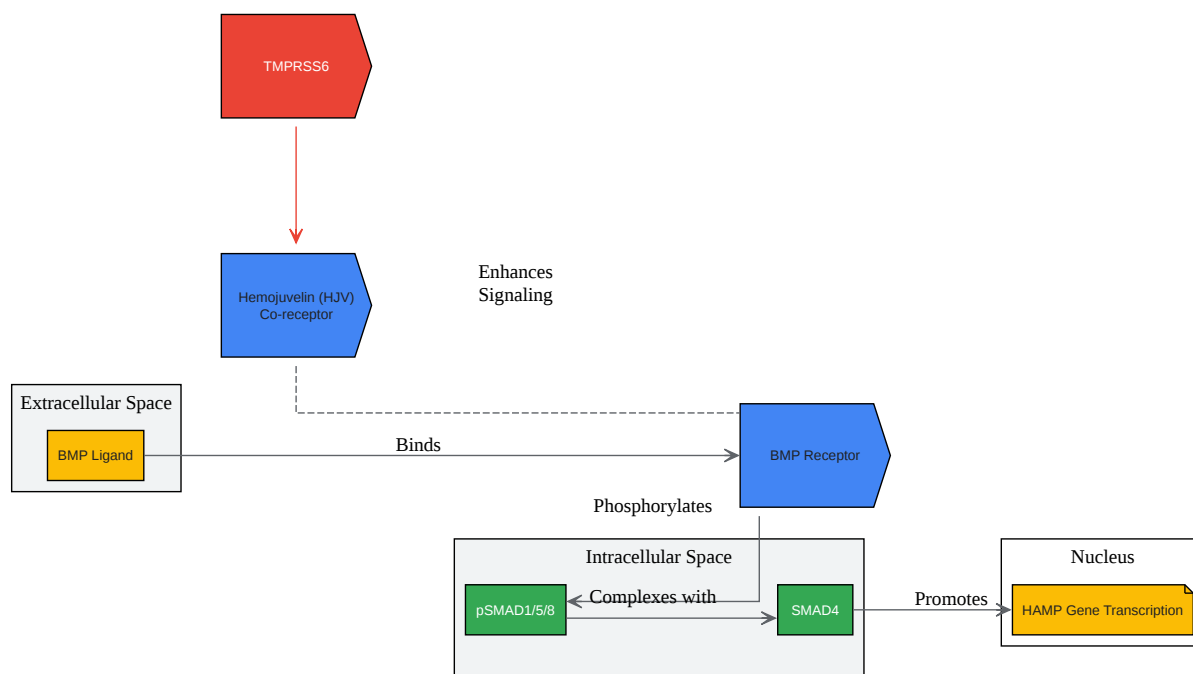 TMPRSS6
Enhances
Signaling
Hemojuvelin (HJV)
Co-receptor
Extracellular Space
BMP Ligand
Binds
BMP Receptor
Phosphorylates
Intracellular Space
Nucleus
pSMAD1/5/8
Complexes with
SMAD4
Promotes
HAMP Gene Transcription